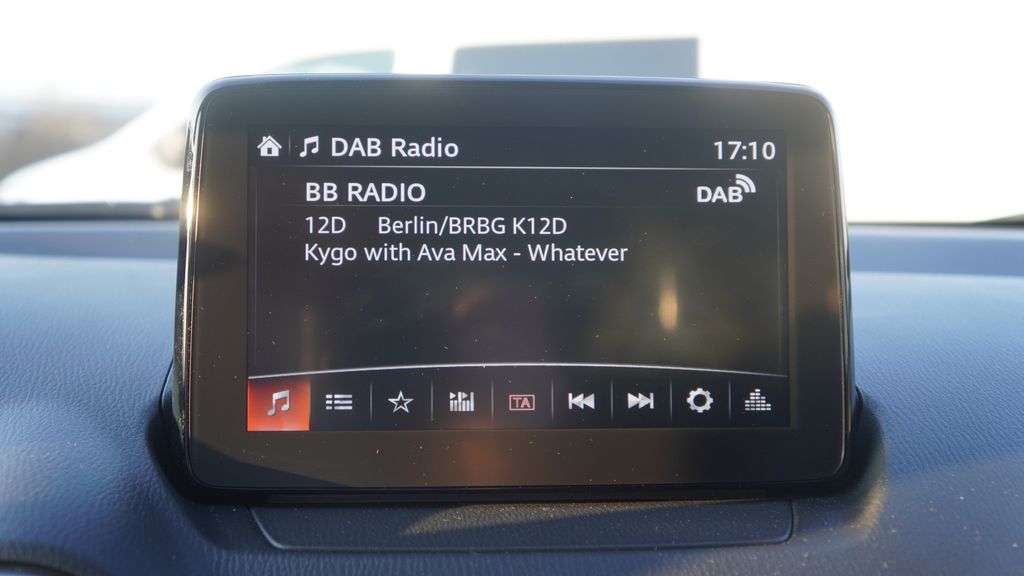 DAB Radio 17:10
BB RADIO DAB
12D Berlin/BRBG K12D
Kygo with Ava Max - Whatever
TA